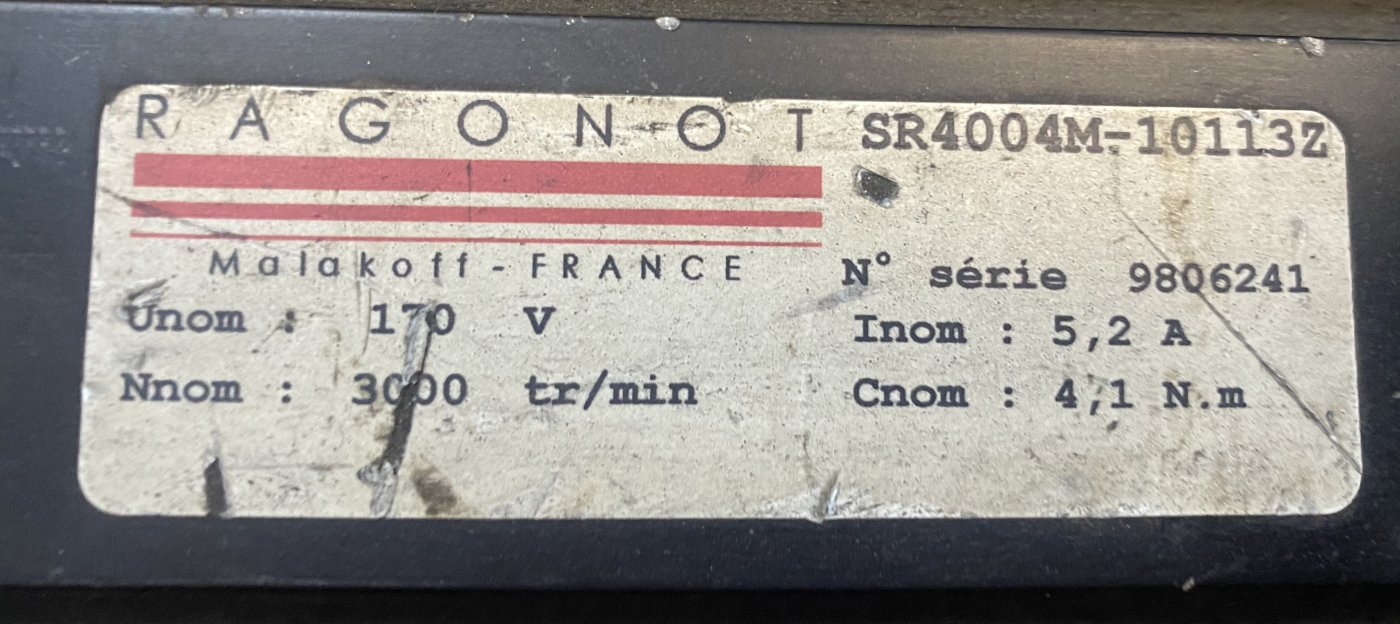 RAGONOT SR4004M-10113Z
Malakoff - FRANCE
N° série 9806241
Unom : 170 V Inom : 5,2 A
Nnom : 3000 tr/min Cnom : 4,1 N.m